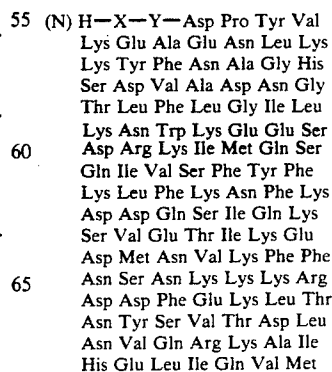 55 (N) H—X—Y—Asp Pro Tyr Val
Lys Glu Ala Glu Asn Leu Lys
Lys Tyr Phe Asn Ala Gly His
Ser Asp Val Ala Asp Asn Gly
Thr Leu Phe Leu Gly Ile Leu
Lys Asn Trp Lys Glu Glu Ser
60 Asp Arg Lys Ile Met Gln Ser
Gln Ile Val Ser Phe Tyr Phe
Lys Leu Phe Lys Asn Phe Lys
Asp Asp Gln Ser Ile Gln Lys
Ser Val Glu Thr Ile Lys Glu
Asp Met Asn Val Lys Phe Phe
65 Asn Ser Asn Lys Lys Lys Arg
Asp Asp Phe Glu Lys Leu Thr
Asn Tyr Ser Val Thr Asp Leu
Asn Val Gln Arg Lys Ala Ile
His Glu Leu Ile Gln Val Met